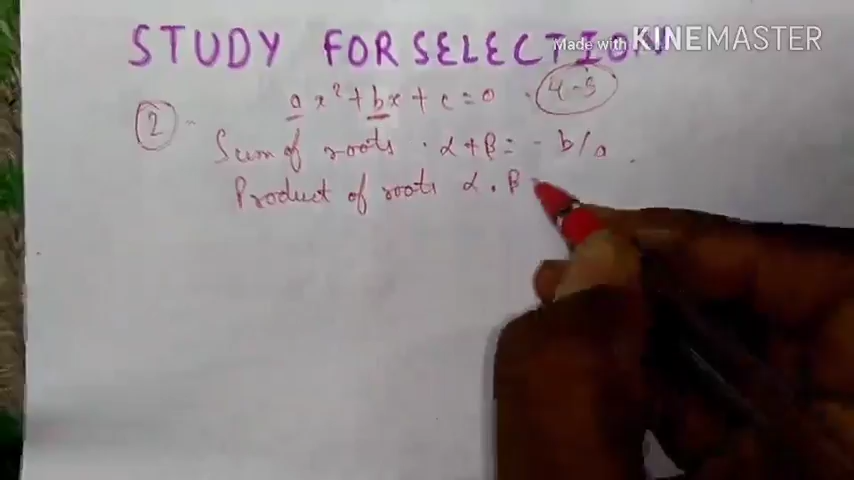 STUDY FOR SELECTION
Made with KINEMASTER
ax²+bx+c=0 . 4-5
2
Sum of roots . α+β = -b/a .
Product of roots α . β